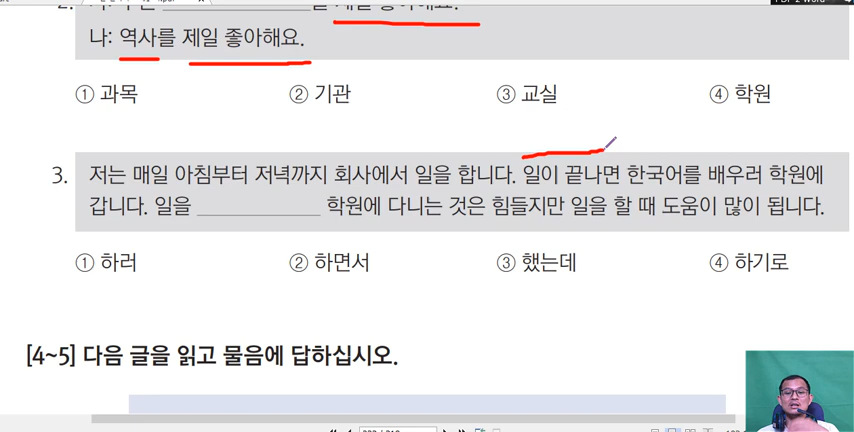 나: 역사를 제일 좋아해요.
① 과목 ② 기관 ③ 교실 ④ 학원
3. 저는 매일 아침부터 저녁까지 회사에서 일을 합니다. 일이 끝나면 한국어를 배우러 학원에
갑니다. 일을 ____________ 학원에 다니는 것은 힘들지만 일을 할 때 도움이 많이 됩니다.
① 하러 ② 하면서 ③ 했는데 ④ 하기로
[4~5] 다음 글을 읽고 물음에 답하십시오.